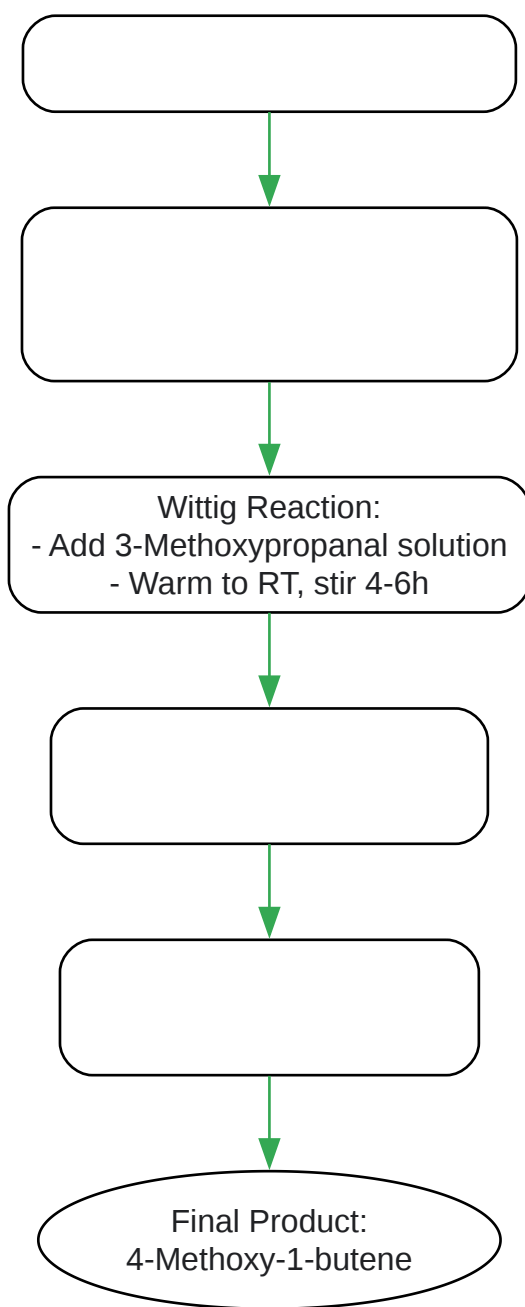 Wittig Reaction:
- Add 3-Methoxypropanal solution
- Warm to RT, stir 4-6h
Final Product:
4-Methoxy-1-butene